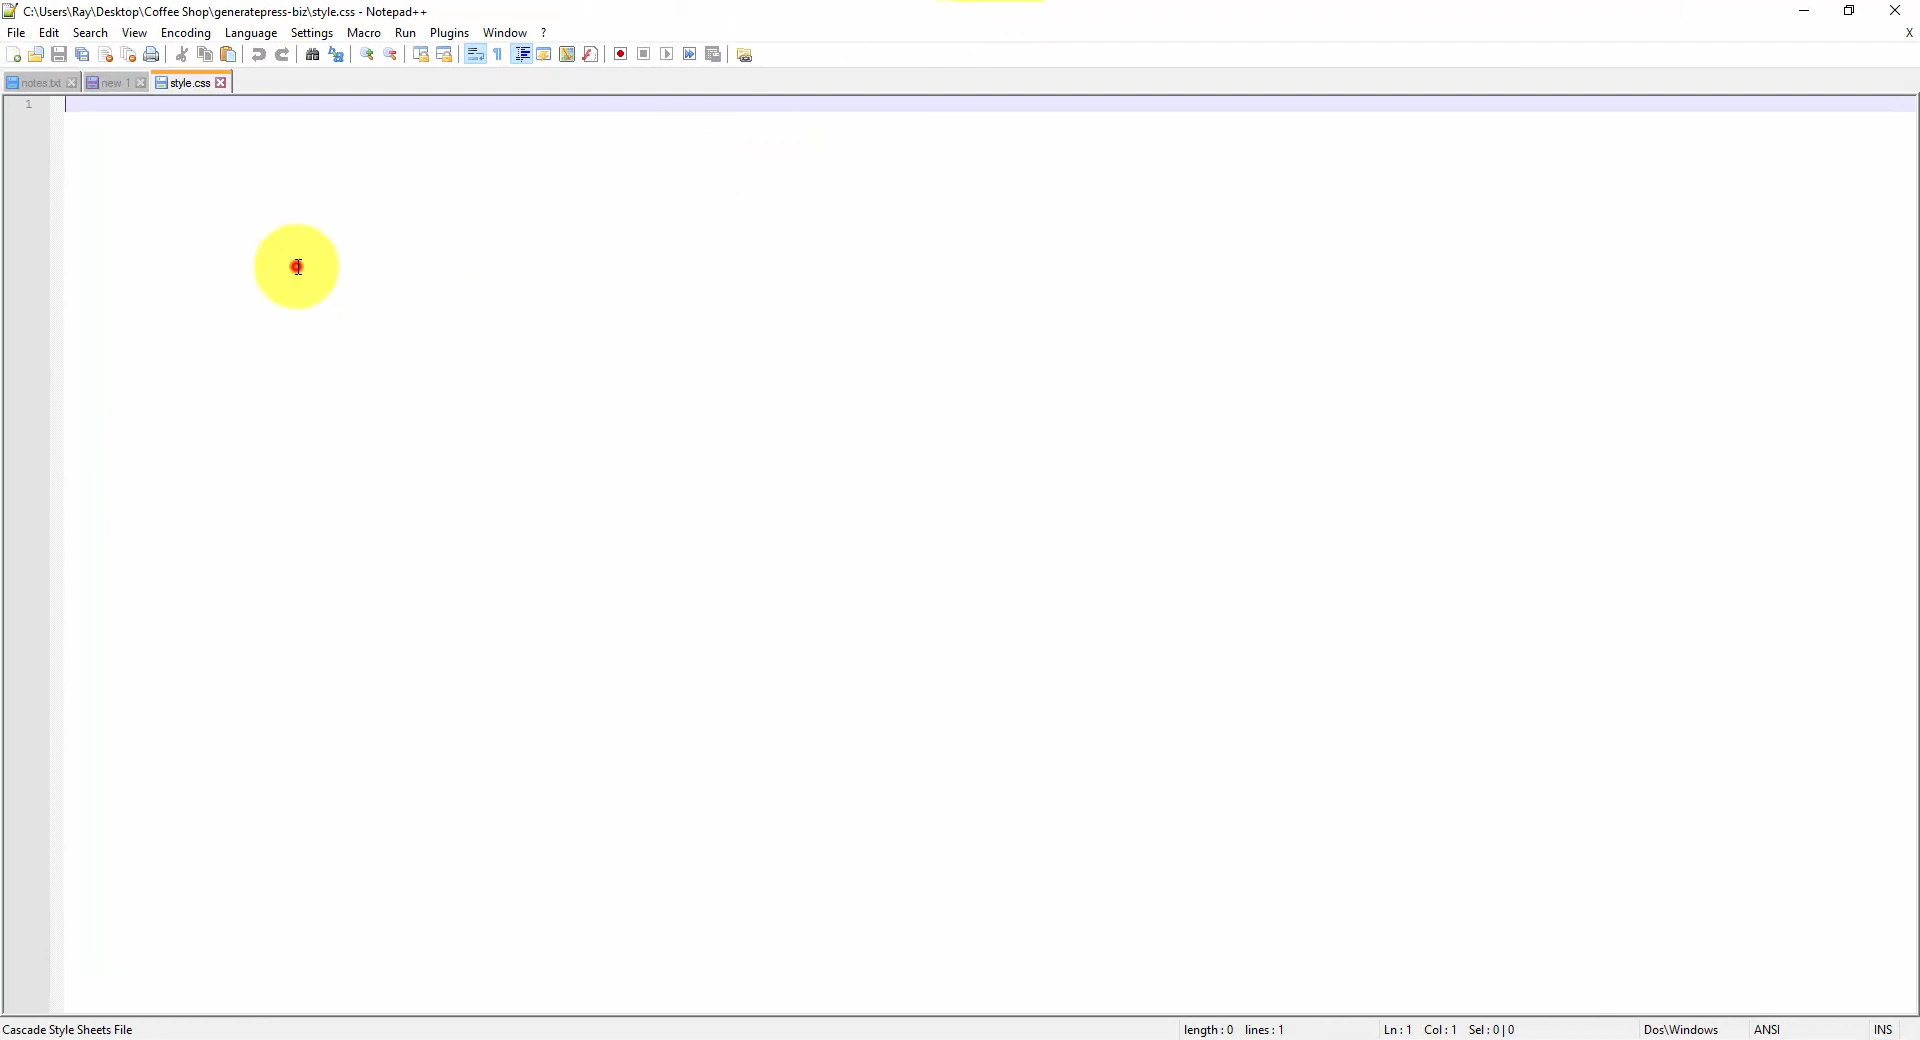 C:\Users\Ray\Desktop\Coffee Shop\generatepress-biz\style.css - Notepad++
File Edit Search View Encoding Language Settings Macro Run Plugins Window ? X
notes.txt new 1 style.css
1
Cascade Style Sheets File length : 0 lines : 1 Ln : 1 Col : 1 Sel : 0 | 0 Dos\Windows ANSI INS